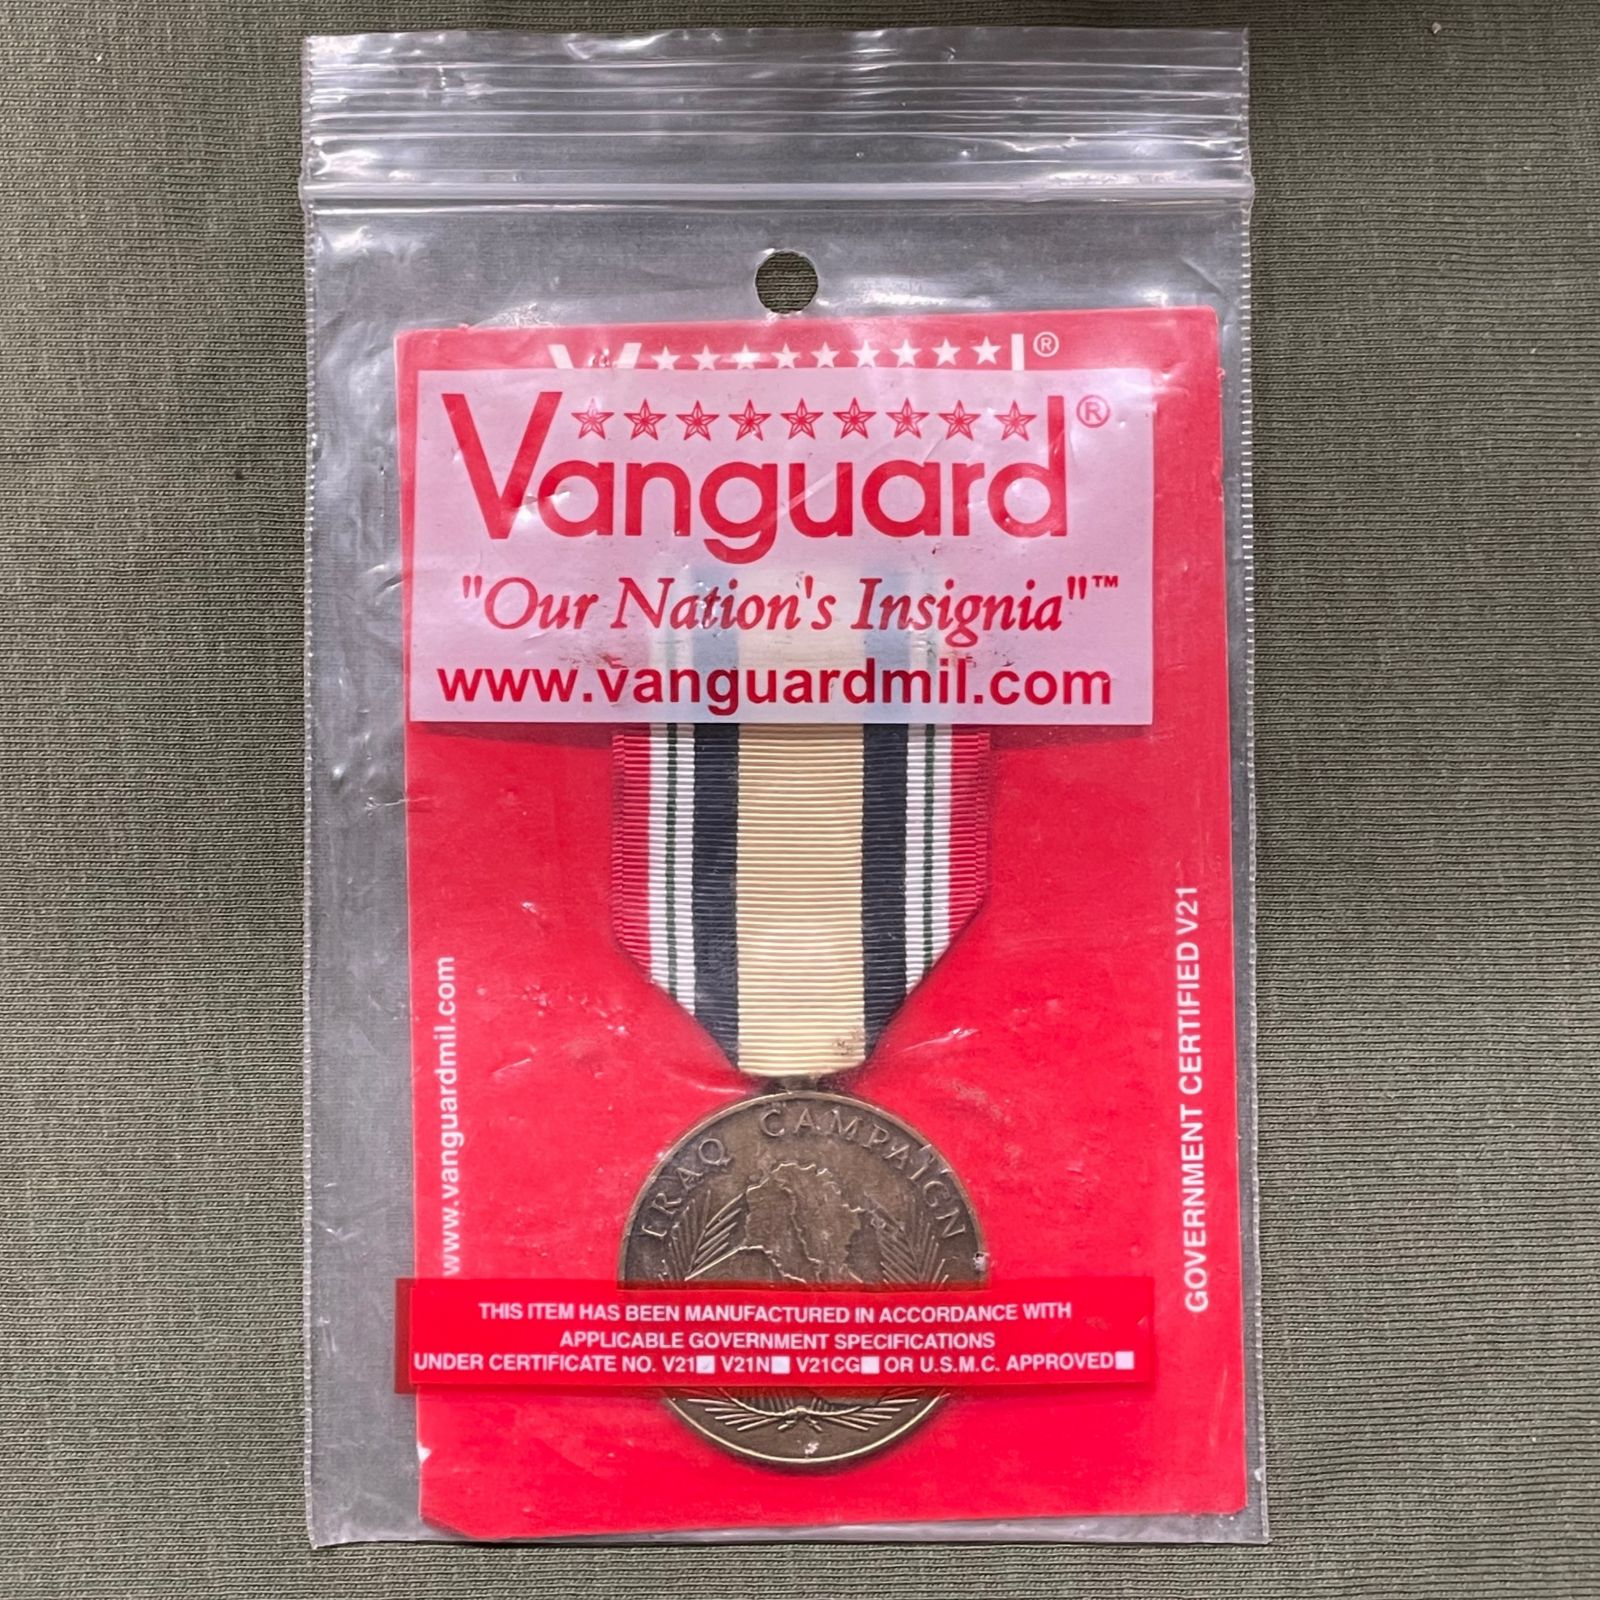 ®
Vanguard®
"Our Nation's Insignia"™
www.vanguardmil.com
www.vanguardmil.com
GOVERNMENT CERTIFIED V21
IRAQ CAMPAIGN
THIS ITEM HAS BEEN MANUFACTURED IN ACCORDANCE WITH
APPLICABLE GOVERNMENT SPECIFICATIONS
UNDER CERTIFICATE NO. V21 V21N V21CG OR U.S.M.C. APPROVED